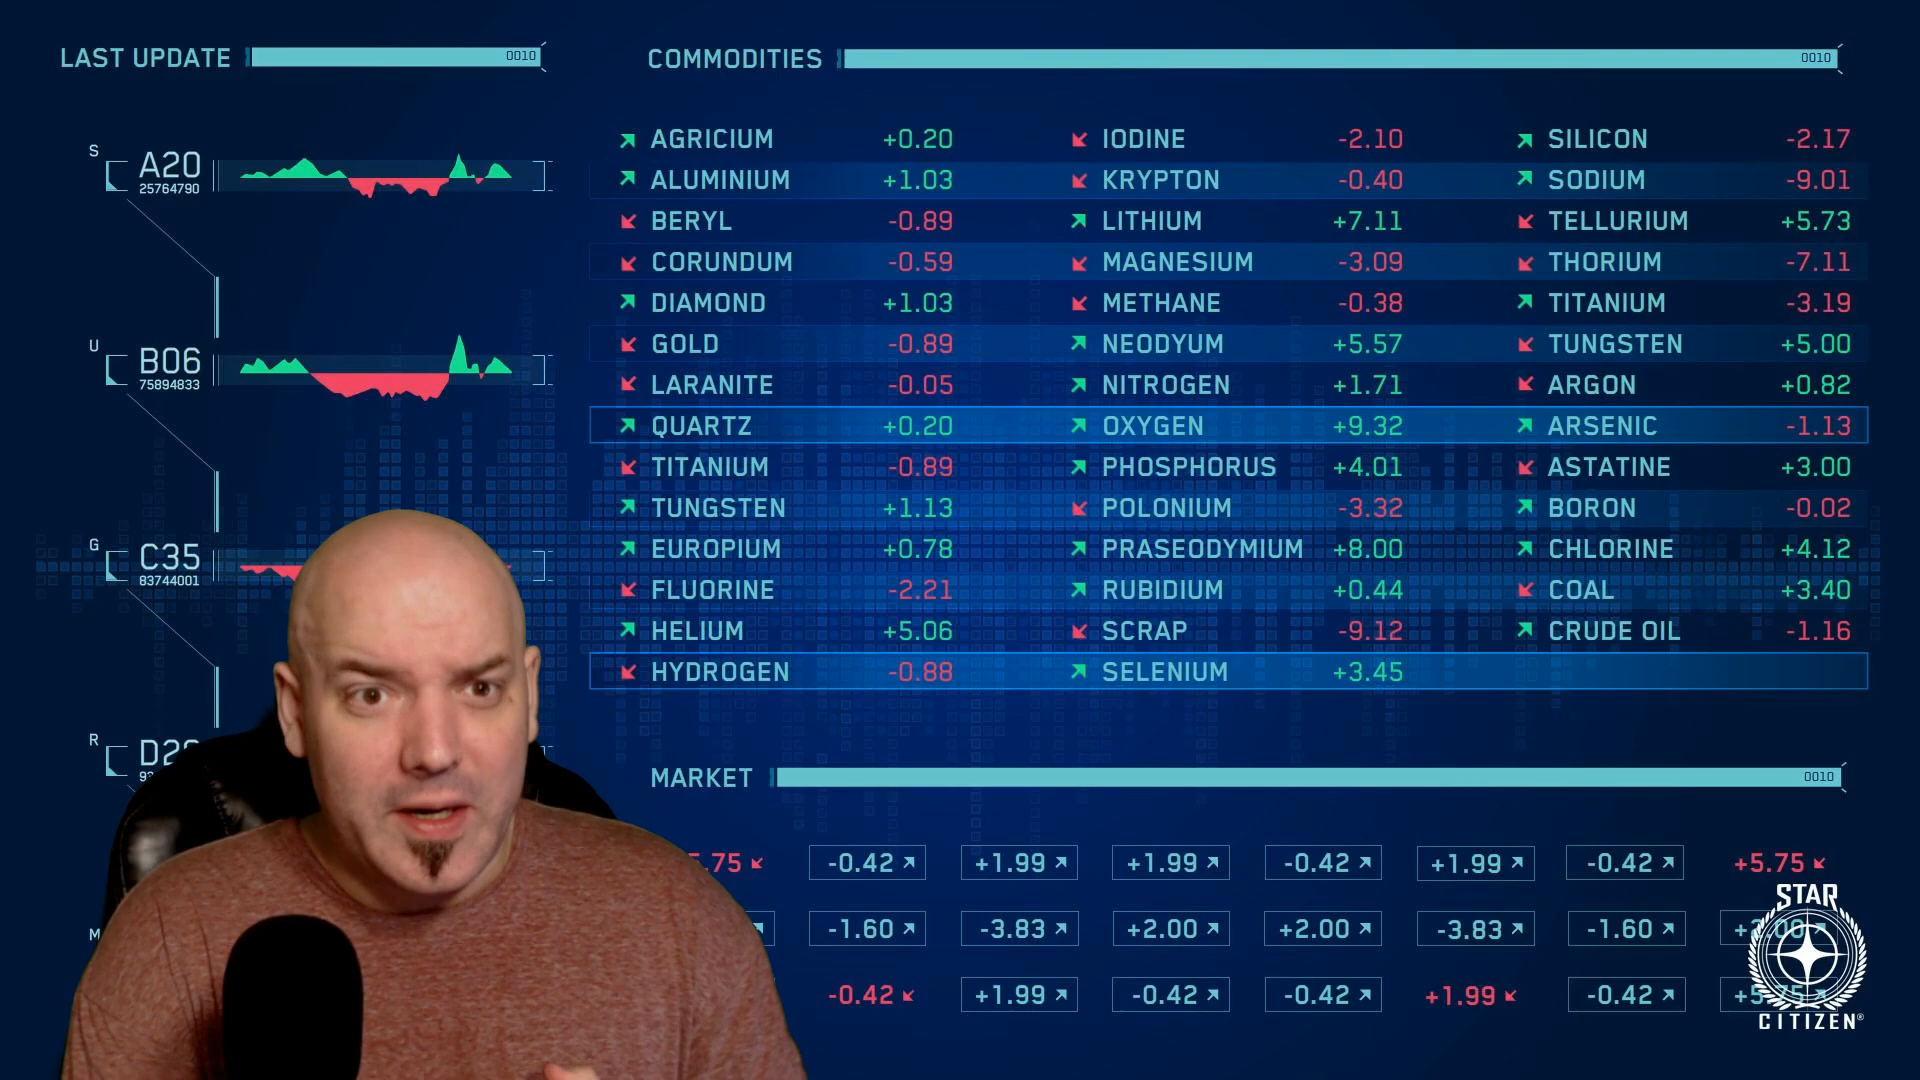 LAST UPDATE 0010
COMMODITIES 0010
S
A20
25764790
U
B06
75894833
G
C35
83744001
R
AGRICIUM +0.20 IODINE -2.10 SILICON -2.17
ALUMINIUM +1.03 KRYPTON -0.40 SODIUM -9.01
BERYL -0.89 LITHIUM +7.11 TELLURIUM +5.73
CORUNDUM -0.59 MAGNESIUM -3.09 THORIUM -7.11
DIAMOND +1.03 METHANE -0.38 TITANIUM -3.19
GOLD -0.89 NEODYUM +5.57 TUNGSTEN +5.00
LARANITE -0.05 NITROGEN +1.71 ARGON +0.82
QUARTZ +0.20 OXYGEN +9.32 ARSENIC -1.13
TITANIUM -0.89 PHOSPHORUS +4.01 ASTATINE +3.00
TUNGSTEN +1.13 POLONIUM -3.32 BORON -0.02
EUROPIUM +0.78 PRASEODYMIUM +8.00 CHLORINE +4.12
FLUORINE -2.21 RUBIDIUM +0.44 COAL +3.40
HELIUM +5.06 SCRAP -9.12 CRUDE OIL -1.16
HYDROGEN -0.88 SELENIUM +3.45
MARKET 0010
-0.42 +1.99 +1.99 -0.42 +1.99 -0.42 +5.75
-1.60 -3.83 +2.00 +2.00 -3.83 -1.60
-0.42 +1.99 -0.42 -0.42 +1.99 -0.42
STAR
CITIZEN®